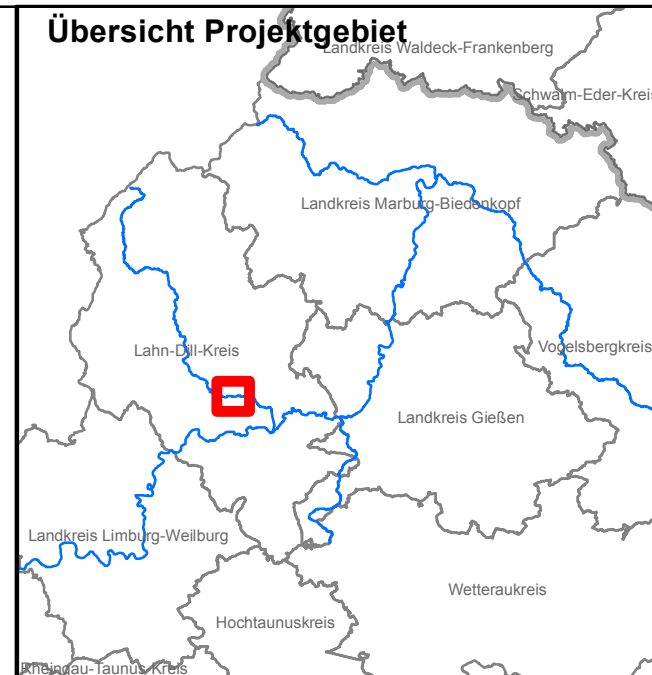 Übersicht Projektgebiet
Landkreis Waldeck-Frankenberg
Schwalm-Eder-Kreis
Landkreis Marburg-Biedenkopf
Vogelsbergkreis
Lahn-Dill-Kreis
Landkreis Gießen
Landkreis Limburg-Weilburg
Wetteraukreis
Hochtaunuskreis
Rheingau-Taunus-Kreis